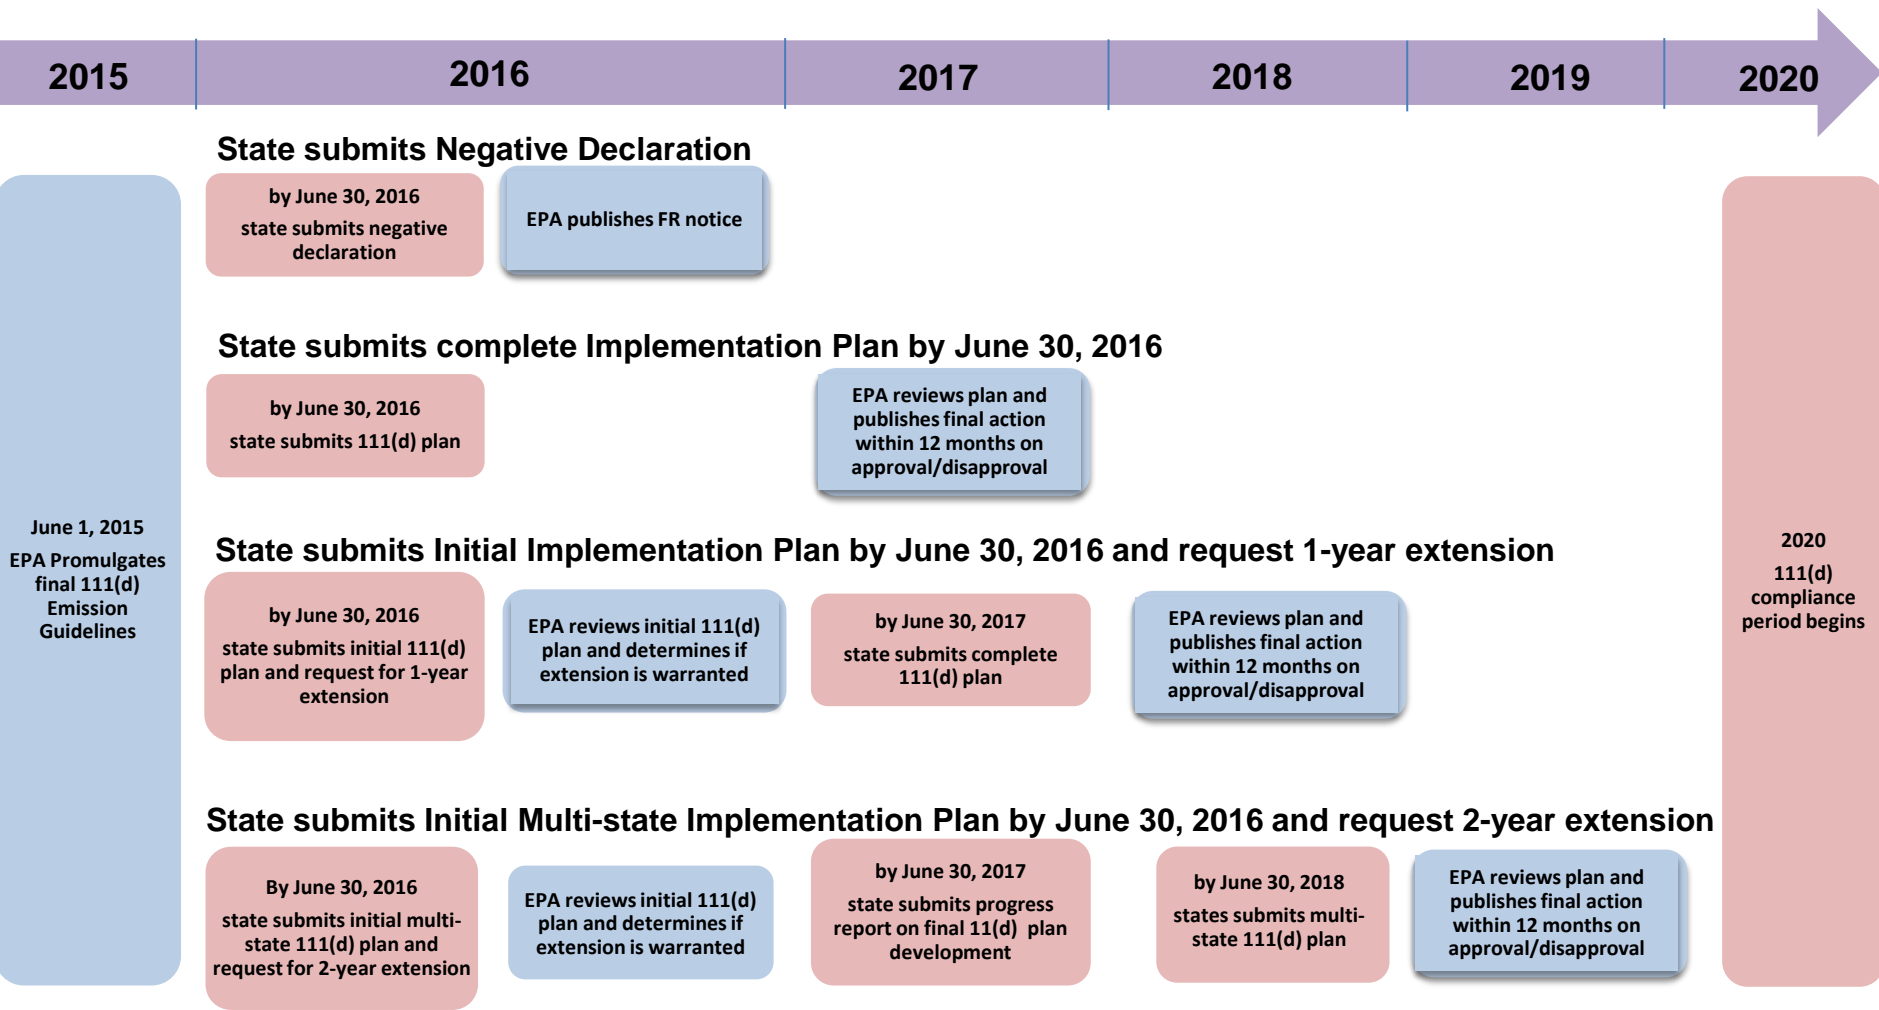 2015
2016
2017
2018
2019
2020
State submits Negative Declaration
by June 30, 2016
state submits negative
declaration
EPA publishes FR notice
State submits complete Implementation Plan by June 30, 2016
by June 30, 2016
state submits 111(d) plan
EPA reviews plan and
publishes final action
within 12 months on
approval/disapproval
June 1, 2015
EPA Promulgates
final 111(d)
Emission
Guidelines
State submits Initial Implementation Plan by June 30, 2016 and request 1-year extension
by June 30, 2016
state submits initial 111(d)
plan and request for 1-year
extension
EPA reviews initial 111(d)
plan and determines if
extension is warranted
by June 30, 2017
state submits complete
111(d) plan
EPA reviews plan and
publishes final action
within 12 months on
approval/disapproval
2020
111(d)
compliance
period begins
State submits Initial Multi-state Implementation Plan by June 30, 2016 and request 2-year extension
By June 30, 2016
state submits initial multi-
state 111(d) plan and
request for 2-year extension
EPA reviews initial 111(d)
plan and determines if
extension is warranted
by June 30, 2017
state submits progress
report on final 11(d) plan
development
by June 30, 2018
states submits multi-
state 111(d) plan
EPA reviews plan and
publishes final action
within 12 months on
approval/disapproval